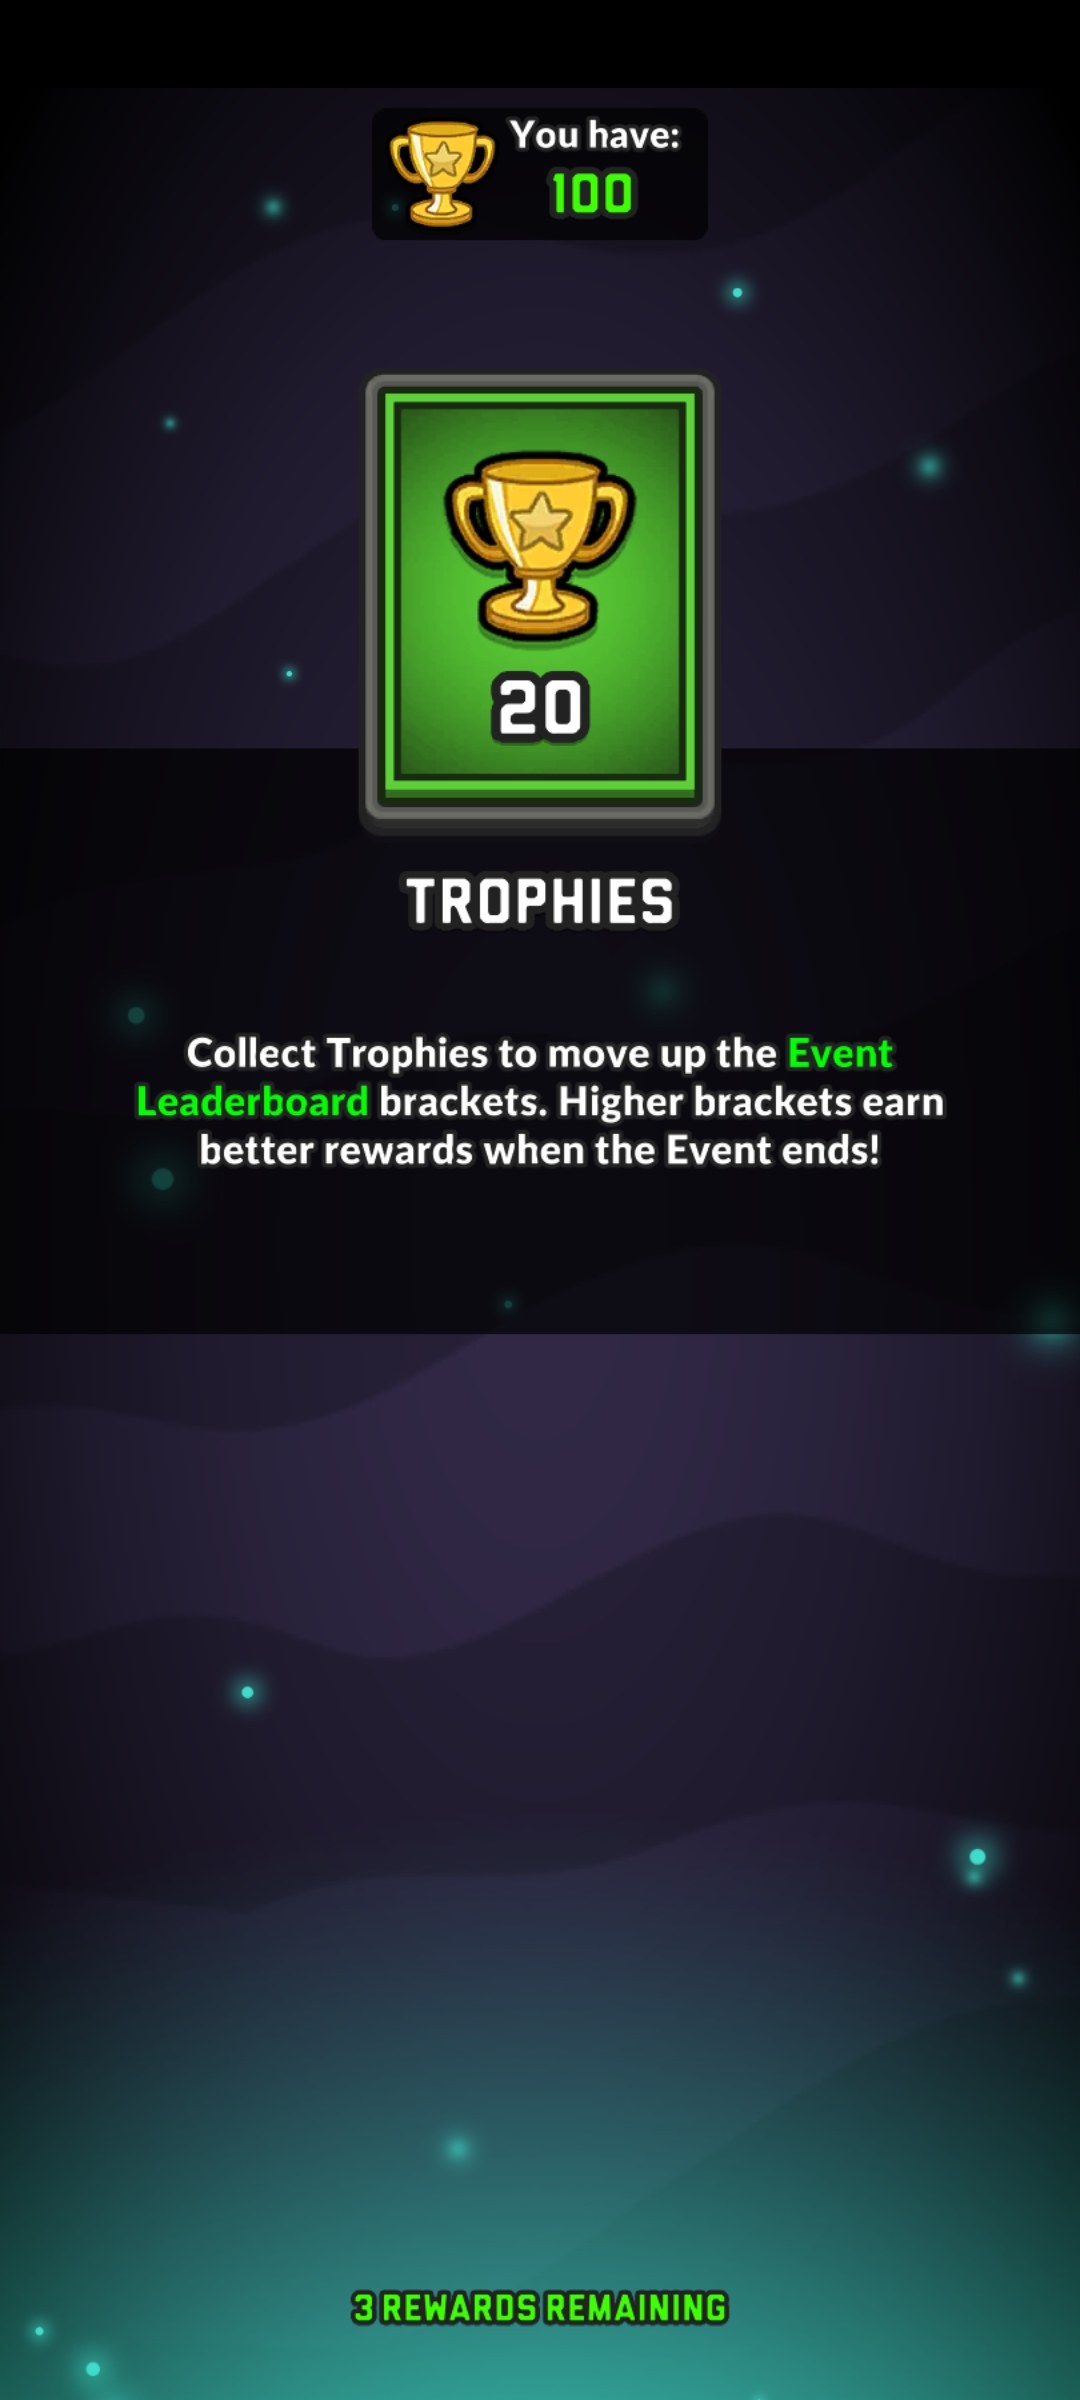 You have:
100
20
TROPHIES
Collect Trophies to move up the Event
Leaderboard brackets. Higher brackets earn
better rewards when the Event ends!
3 REWARDS REMAINING